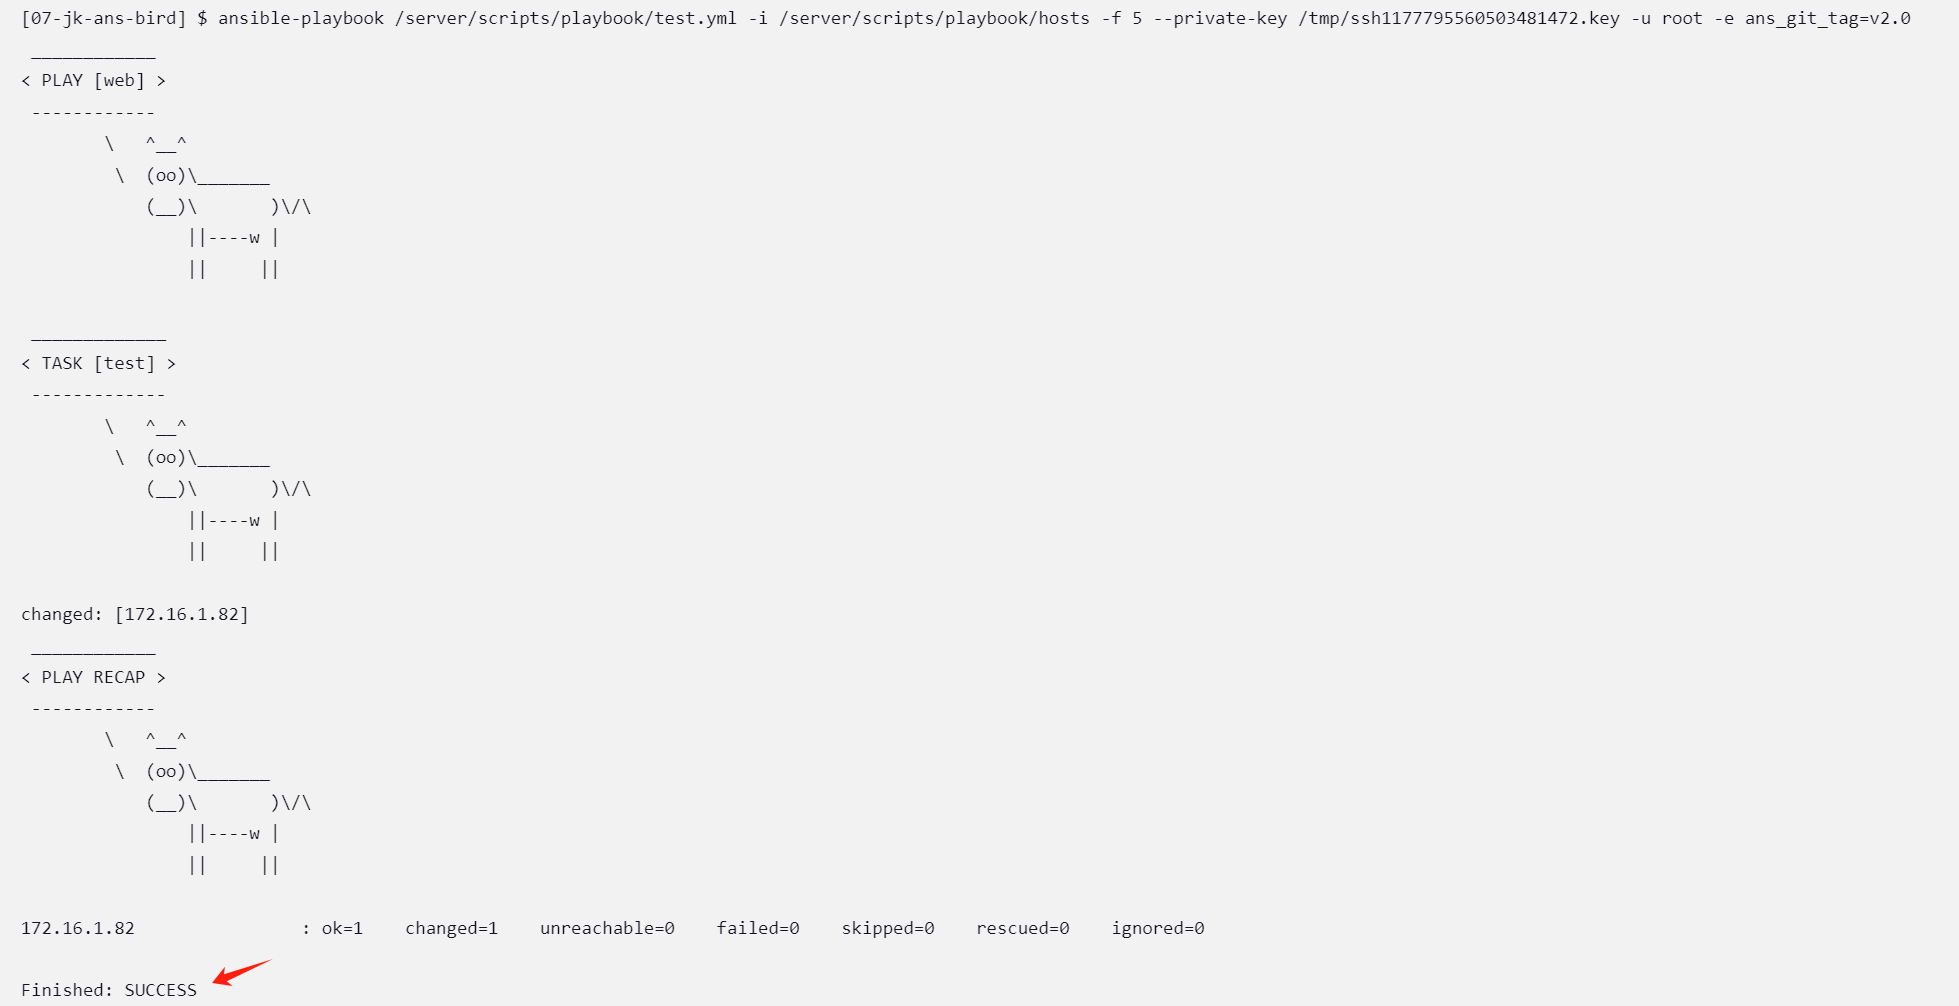 [07-jk-ans-bird] $ ansible-playbook /server/scripts/playbook/test.yml -i /server/scripts/playbook/hosts -f 5 --private-key /tmp/ssh1177795560503481472.key -u root -e ans_git_tag=v2.0
 ____________
< PLAY [web] >
 ------------
        \   ^__^
         \  (oo)\_______
            (__)\       )\/\
                ||----w |
                ||     ||
 _____________
< TASK [test] >
 -------------
        \   ^__^
         \  (oo)\_______
            (__)\       )\/\
                ||----w |
                ||     ||
changed: [172.16.1.82]
 ____________
< PLAY RECAP >
 ------------
        \   ^__^
         \  (oo)\_______
            (__)\       )\/\
                ||----w |
                ||     ||
172.16.1.82                : ok=1    changed=1    unreachable=0    failed=0    skipped=0    rescued=0    ignored=0
Finished: SUCCESS